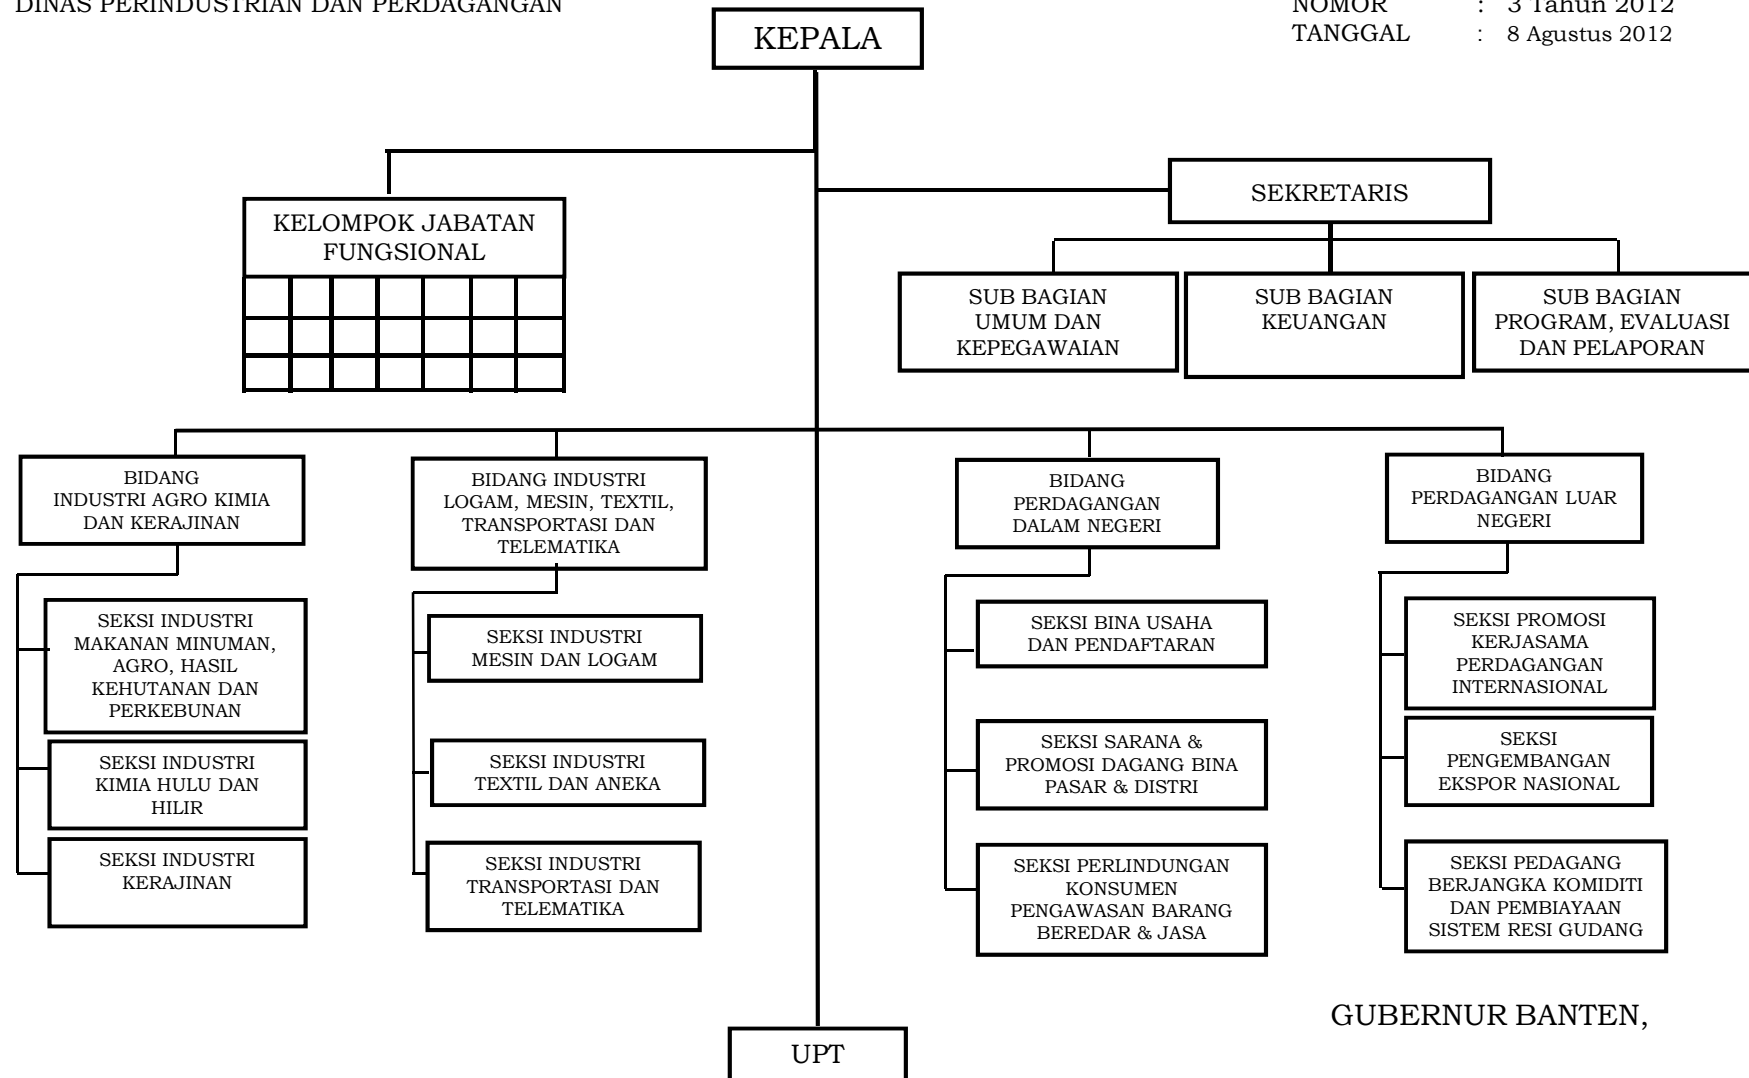 DINAS PERINDUSTRIAN DAN PERDAGANGAN
NOMOR : 3 Tahun 2012
TANGGAL : 8 Agustus 2012
KEPALA
SEKRETARIS
KELOMPOK JABATAN
FUNGSIONAL
SUB BAGIAN
UMUM DAN
KEPEGAWAIAN
SUB BAGIAN
KEUANGAN
SUB BAGIAN
PROGRAM, EVALUASI
DAN PELAPORAN
BIDANG
INDUSTRI AGRO KIMIA
DAN KERAJINAN
BIDANG INDUSTRI
LOGAM, MESIN, TEXTIL,
TRANSPORTASI DAN
TELEMATIKA
BIDANG
PERDAGANGAN
DALAM NEGERI
BIDANG
PERDAGANGAN LUAR
NEGERI
SEKSI INDUSTRI
MAKANAN MINUMAN,
AGRO, HASIL
KEHUTANAN DAN
PERKEBUNAN
SEKSI INDUSTRI
KIMIA HULU DAN
HILIR
SEKSI INDUSTRI
KERAJINAN
SEKSI INDUSTRI
MESIN DAN LOGAM
SEKSI INDUSTRI
TEXTIL DAN ANEKA
SEKSI INDUSTRI
TRANSPORTASI DAN
TELEMATIKA
SEKSI BINA USAHA
DAN PENDAFTARAN
SEKSI SARANA &
PROMOSI DAGANG BINA
PASAR & DISTRI
SEKSI PERLINDUNGAN
KONSUMEN
PENGAWASAN BARANG
BEREDAR & JASA
SEKSI PROMOSI
KERJASAMA
PERDAGANGAN
INTERNASIONAL
SEKSI
PENGEMBANGAN
EKSPOR NASIONAL
SEKSI PEDAGANG
BERJANGKA KOMIDITI
DAN PEMBIAYAAN
SISTEM RESI GUDANG
GUBERNUR BANTEN,
UPT